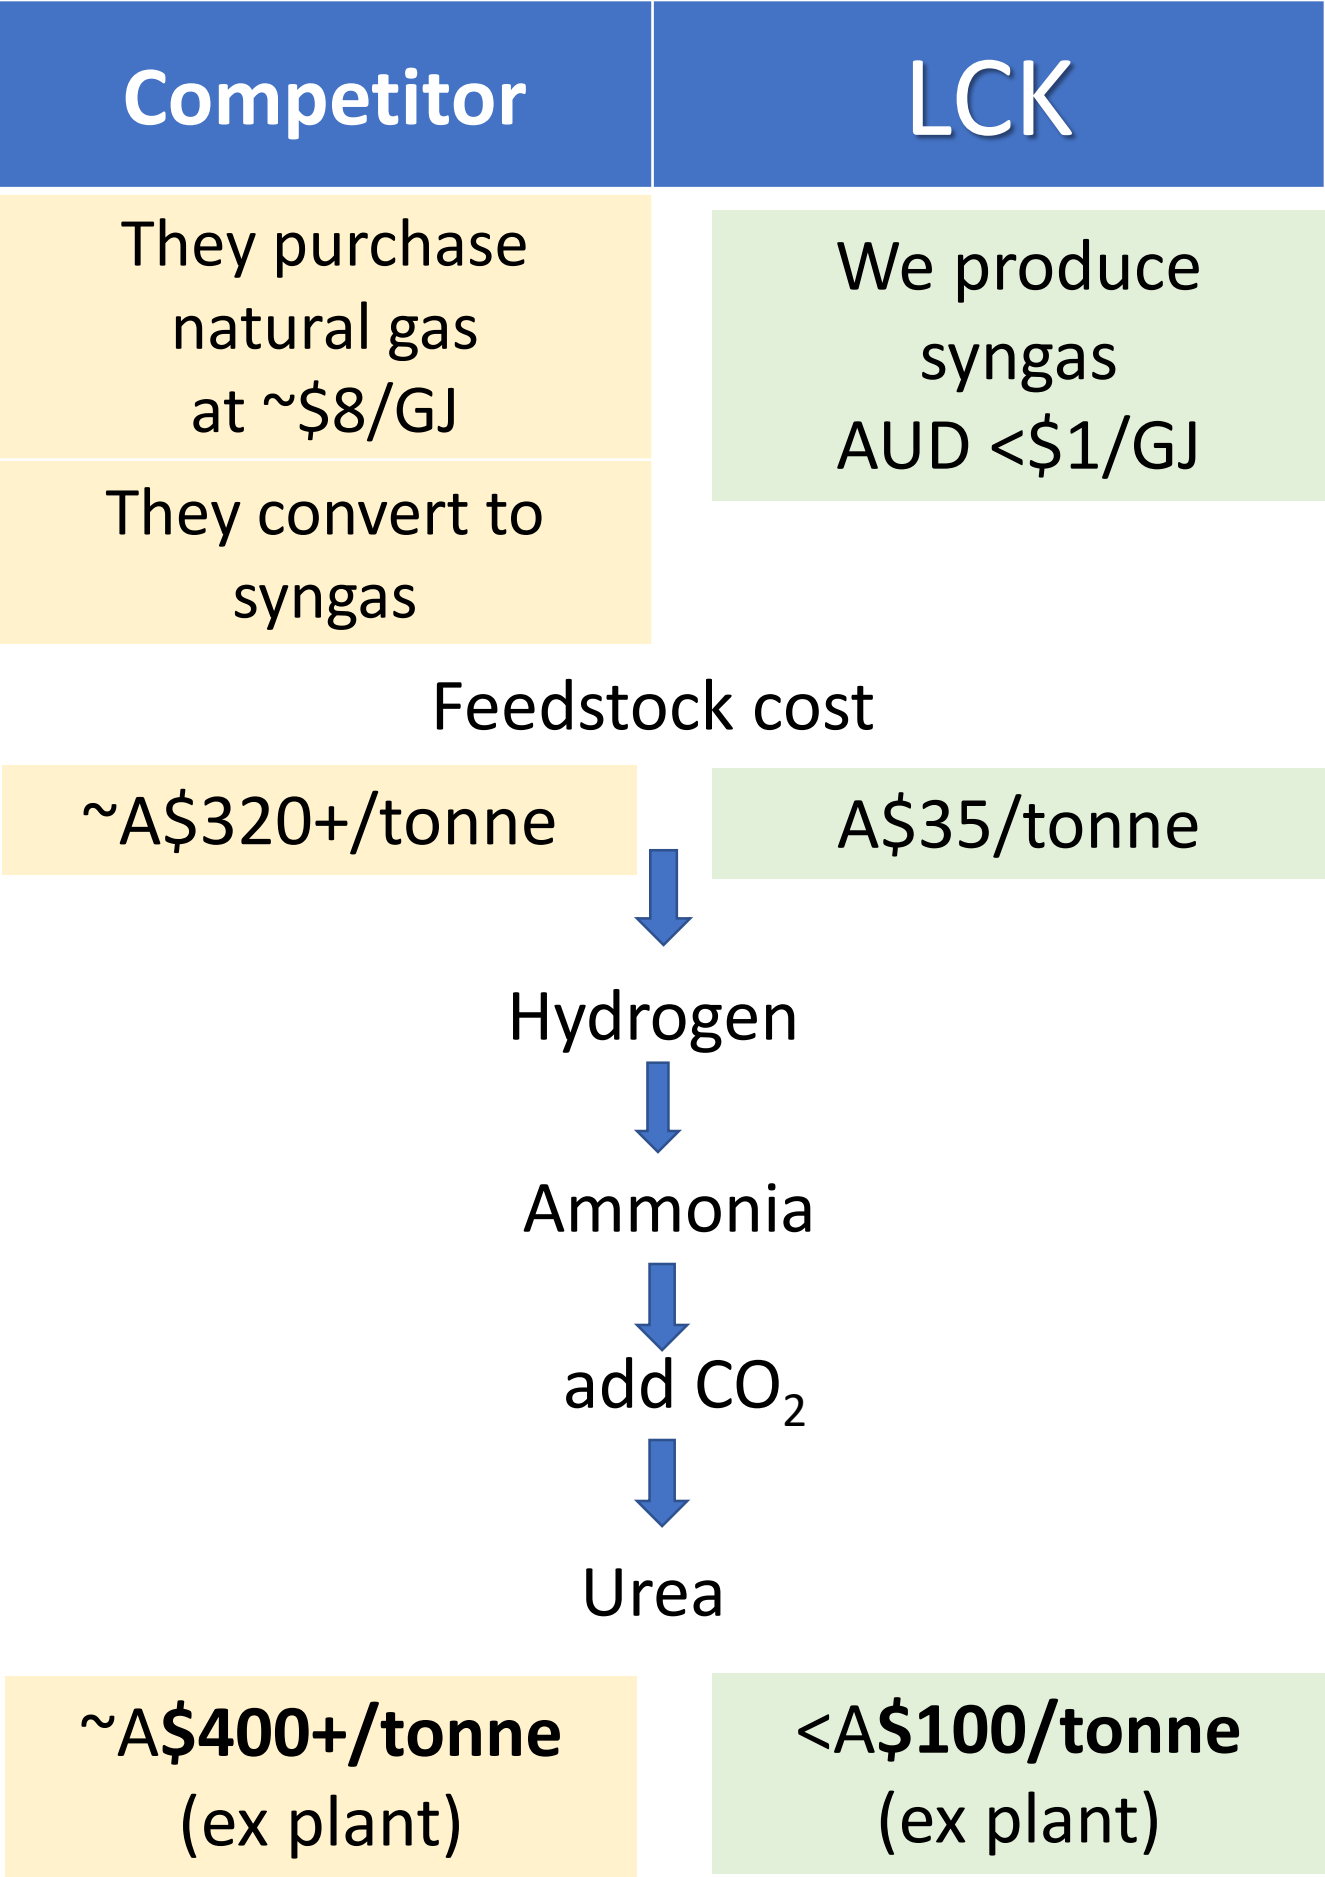 Competitor
LCK
They purchase
natural gas
at ~$8/GJ
They convert to
syngas
We produce
syngas
AUD <$1/GJ
Feedstock cost
~A$320+/tonne
A$35/tonne
Hydrogen
Ammonia
add CO₂
Urea
~A$400+/tonne
(ex plant)
<A$100/tonne
(ex plant)